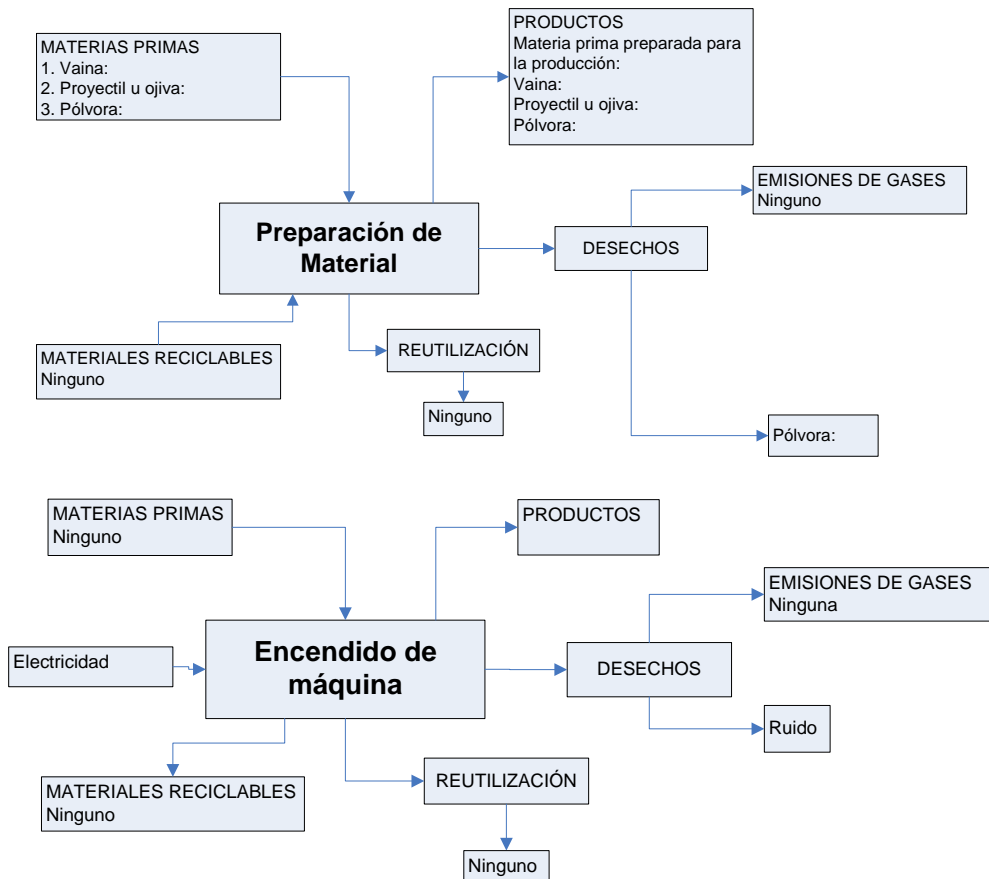 MATERIAS PRIMAS
1. Vaina:
2. Proyectil u ojiva:
3. Pólvora:
PRODUCTOS
Materia prima preparada para
la producción:
Vaina:
Proyectil u ojiva:
Pólvora:
EMISIONES DE GASES
Ninguno
Preparación de
Material
DESECHOS
MATERIALES RECICLABLES
Ninguno
REUTILIZACIÓN
Ninguno
Pólvora:
MATERIAS PRIMAS
Ninguno
PRODUCTOS
EMISIONES DE GASES
Ninguna
Electricidad
Encendido de
máquina
DESECHOS
Ruido
MATERIALES RECICLABLES
Ninguno
REUTILIZACIÓN
Ninguno